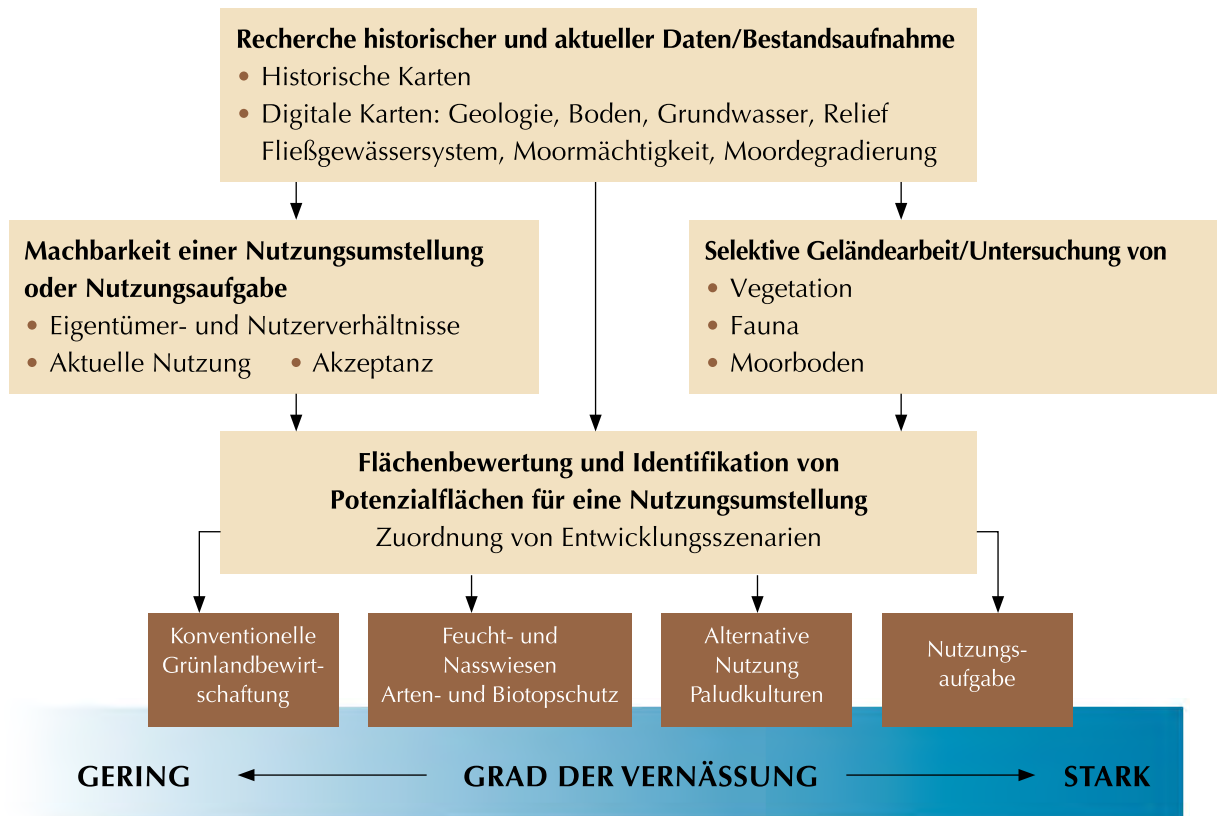 Recherche historischer und aktueller Daten/Bestandsaufnahme
• Historische Karten
• Digitale Karten: Geologie, Boden, Grundwasser, Relief
Fließgewässersystem, Moormächtigkeit, Moordegradierung
Machbarkeit einer Nutzungsumstellung
oder Nutzungsaufgabe
• Eigentümer- und Nutzerverhältnisse
• Aktuelle Nutzung • Akzeptanz
Selektive Geländearbeit/Untersuchung von
• Vegetation
• Fauna
• Moorboden
Flächenbewertung und Identifikation von
Potenzialflächen für eine Nutzungsumstellung
Zuordnung von Entwicklungsszenarien
Konventionelle
Grünlandbewirt-
schaftung
Feucht- und
Nasswiesen
Arten- und Biotopschutz
Alternative
Nutzung
Paludkulturen
Nutzungs-
aufgabe
GERING GRAD DER VERNÄSSUNG STARK